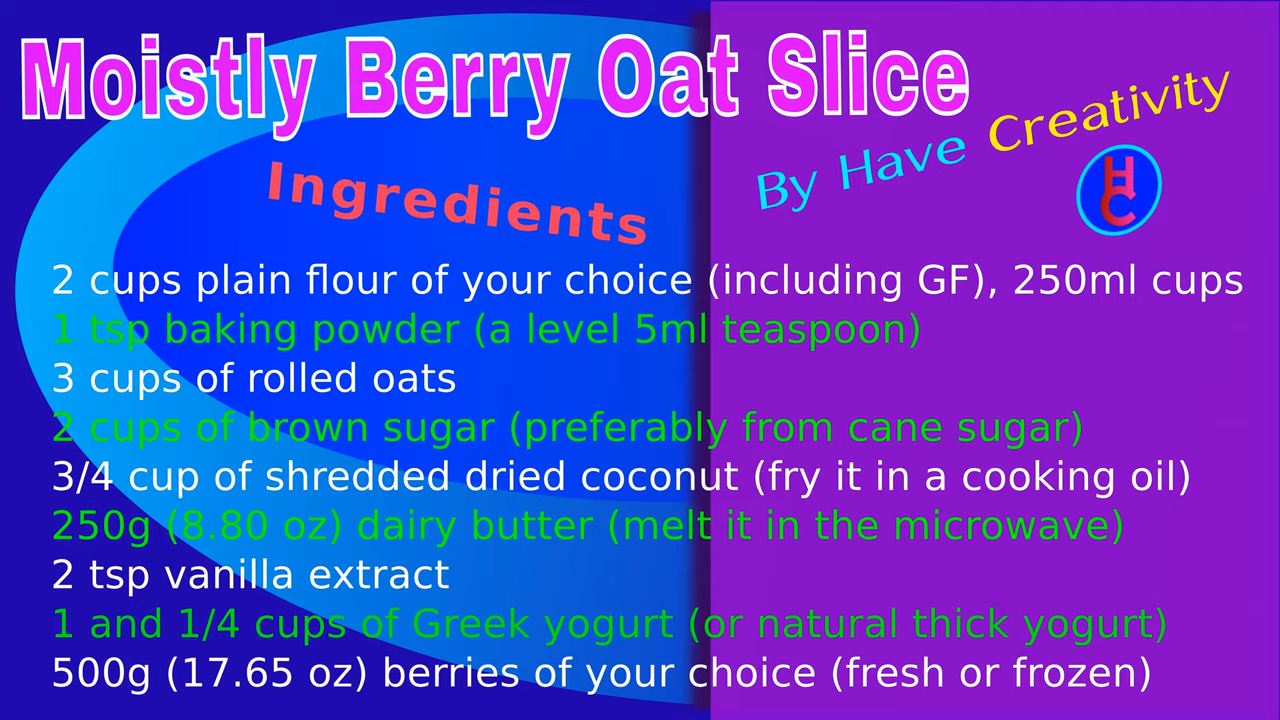 Moistly Berry Oat Slice
By Have Creativity
HC
Ingredients
2 cups plain flour of your choice (including GF), 250ml cups
1 tsp baking powder (a level 5ml teaspoon)
3 cups of rolled oats
2 cups of brown sugar (preferably from cane sugar)
3/4 cup of shredded dried coconut (fry it in a cooking oil)
250g (8.80 oz) dairy butter (melt it in the microwave)
2 tsp vanilla extract
1 and 1/4 cups of Greek yogurt (or natural thick yogurt)
500g (17.65 oz) berries of your choice (fresh or frozen)